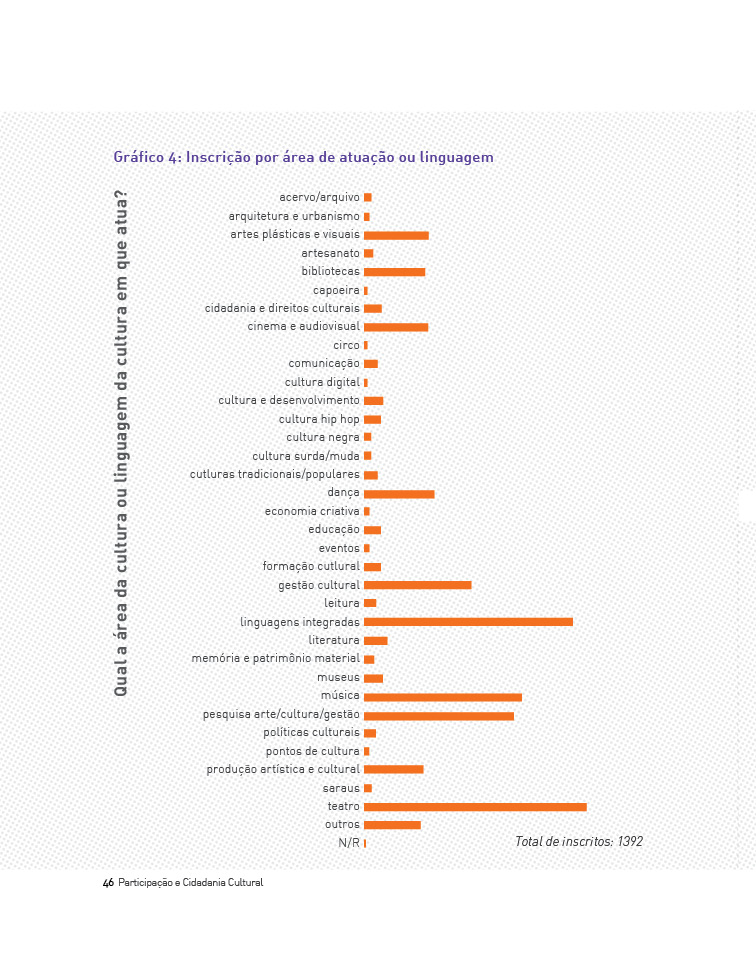 Gráfico 4: Inscrição por área de atuação ou linguagem
Qual a área da cultura ou linguagem da cultura em que atua?
acervo/arquivo
arquitetura e urbanismo
artes plásticas e visuais
artesanato
bibliotecas
capoeira
cidadania e direitos culturais
cinema e audiovisual
circo
comunicação
cultura digital
cultura e desenvolvimento
cultura hip hop
cultura negra
cultura surda/muda
cutluras tradicionais/populares
dança
economia criativa
educação
eventos
formação cutlural
gestão cultural
leitura
linguagens integradas
literatura
memória e patrimônio material
museus
música
pesquisa arte/cultura/gestão
políticas culturais
pontos de cultura
produção artística e cultural
saraus
teatro
outros
N/R
Total de inscritos: 1392
46 Participação e Cidadania Cultural